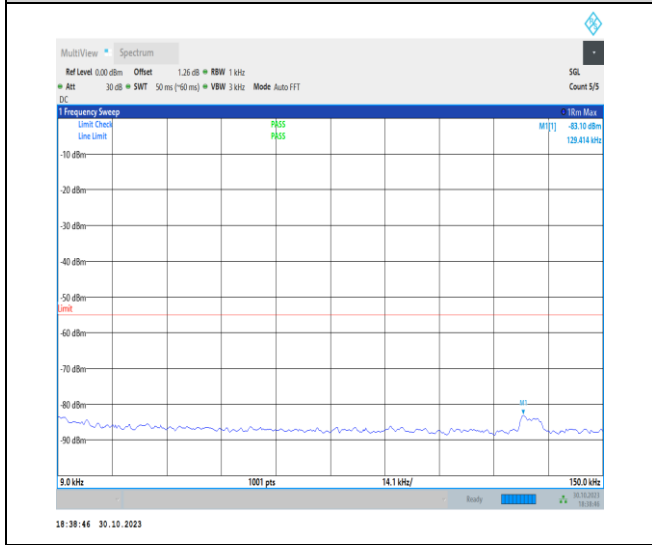 MultiView Spectrum
Ref Level 0.00 dBm Offset 1.26 dB RBW 1 kHz SGL
Att 30 dB SWT 50 ms (~60 ms) VBW 3 kHz Mode Auto FFT Count 5/5
DC
1 Frequency Sweep 1Rm Max
Limit Check PASS M1[1] -83.10 dBm
Line Limit PASS 129.414 kHz
-10 dBm
-20 dBm
-30 dBm
-40 dBm
-50 dBm
Limit
-60 dBm
-70 dBm
-80 dBm M1
-90 dBm
9.0 kHz 1001 pts 14.1 kHz/ 150.0 kHz
Ready 30.10.2023
18:38:46
18:38:46 30.10.2023